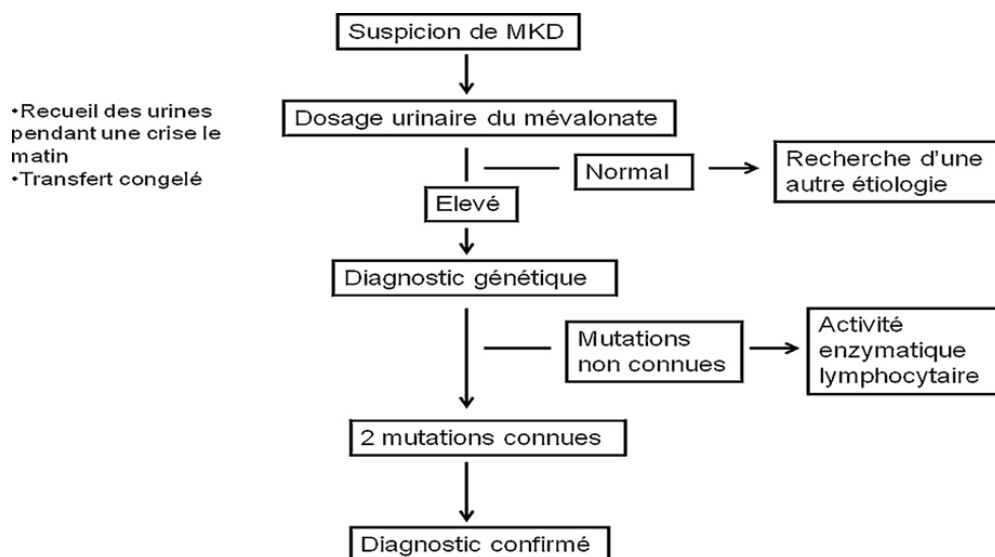 Suspicion de MKD
•Recueil des urines
pendant une crise le
matin
•Transfert congelé
Dosage urinaire du mévalonate
Normal
Recherche d'une
autre étiologie
Elevé
Diagnostic génétique
Mutations
non connues
Activité
enzymatique
lymphocytaire
2 mutations connues
Diagnostic confirmé